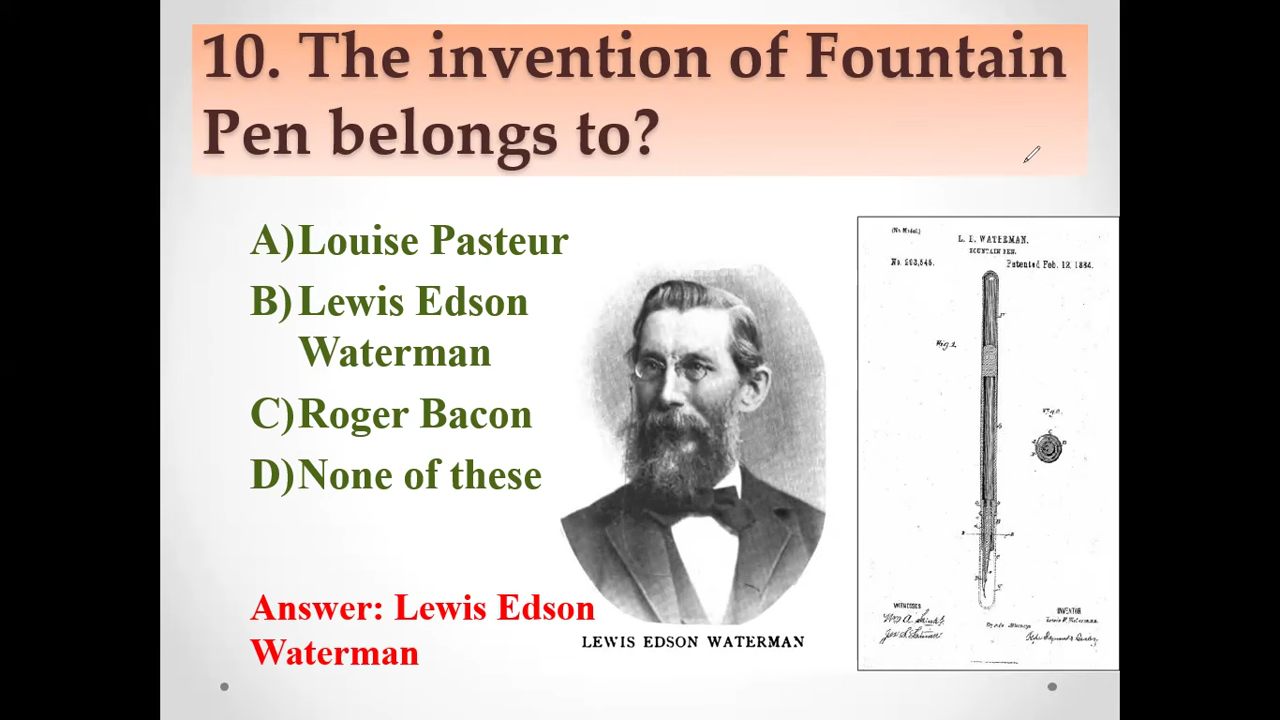 10. The invention of Fountain
Pen belongs to?
A) Louise Pasteur
B) Lewis Edson
Waterman
C) Roger Bacon
D) None of these
Answer: Lewis Edson
Waterman
LEWIS EDSON WATERMAN
(No Model.)
L. E. WATERMAN.
FOUNTAIN PEN.
No. 293,545.
Patented Feb. 12, 1884.
WITNESSES
INVENTOR